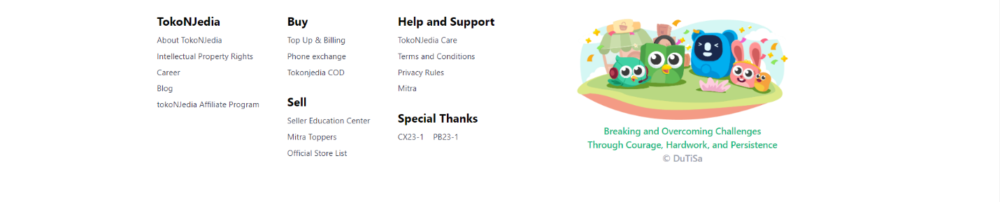 TokoNJedia
About TokoNJedia
Intellectual Property Rights
Career
Blog
tokoNJedia Affiliate Program
Buy
Top Up & Billing
Phone exchange
Tokonjedia COD
Sell
Seller Education Center
Mitra Toppers
Official Store List
Help and Support
TokoNJedia Care
Terms and Conditions
Privacy Rules
Mitra
Special Thanks
CX23-1 PB23-1
Breaking and Overcoming Challenges
Through Courage, Hardwork, and Persistence
© DuTiSa